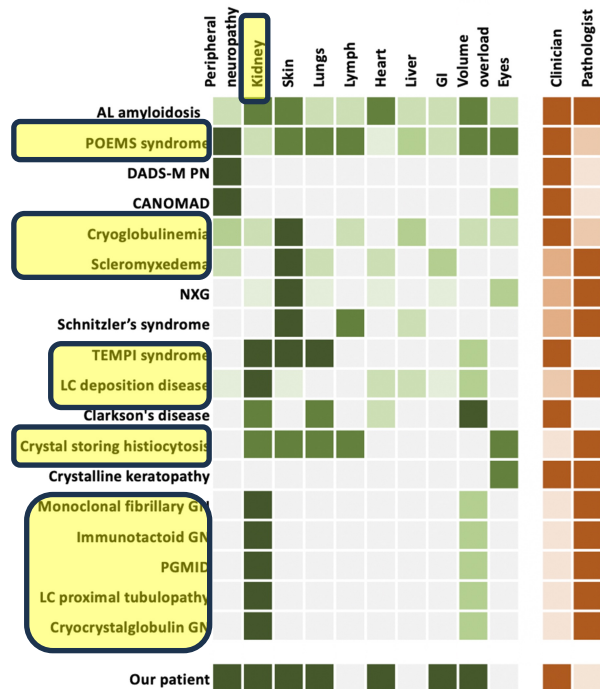 Peripheral
neuropathy
Kidney
Skin
Lungs
Lymph
Heart
Liver
GI
Volume
overload
Eyes
Clinician
Pathologist
AL amyloidosis
POEMS syndrome
DADS-M PN
CANOMAD
Cryoglobulinemia
Scleromyxedema
NXG
Schnitzler's syndrome
TEMPI syndrome
LC deposition disease
Clarkson's disease
Crystal storing histiocytosis
Crystalline keratopathy
Monoclonal fibrillary GN
Immunotactoid GN
PGMID
LC proximal tubulopathy
Cryocrystalglobulin GN
Our patient